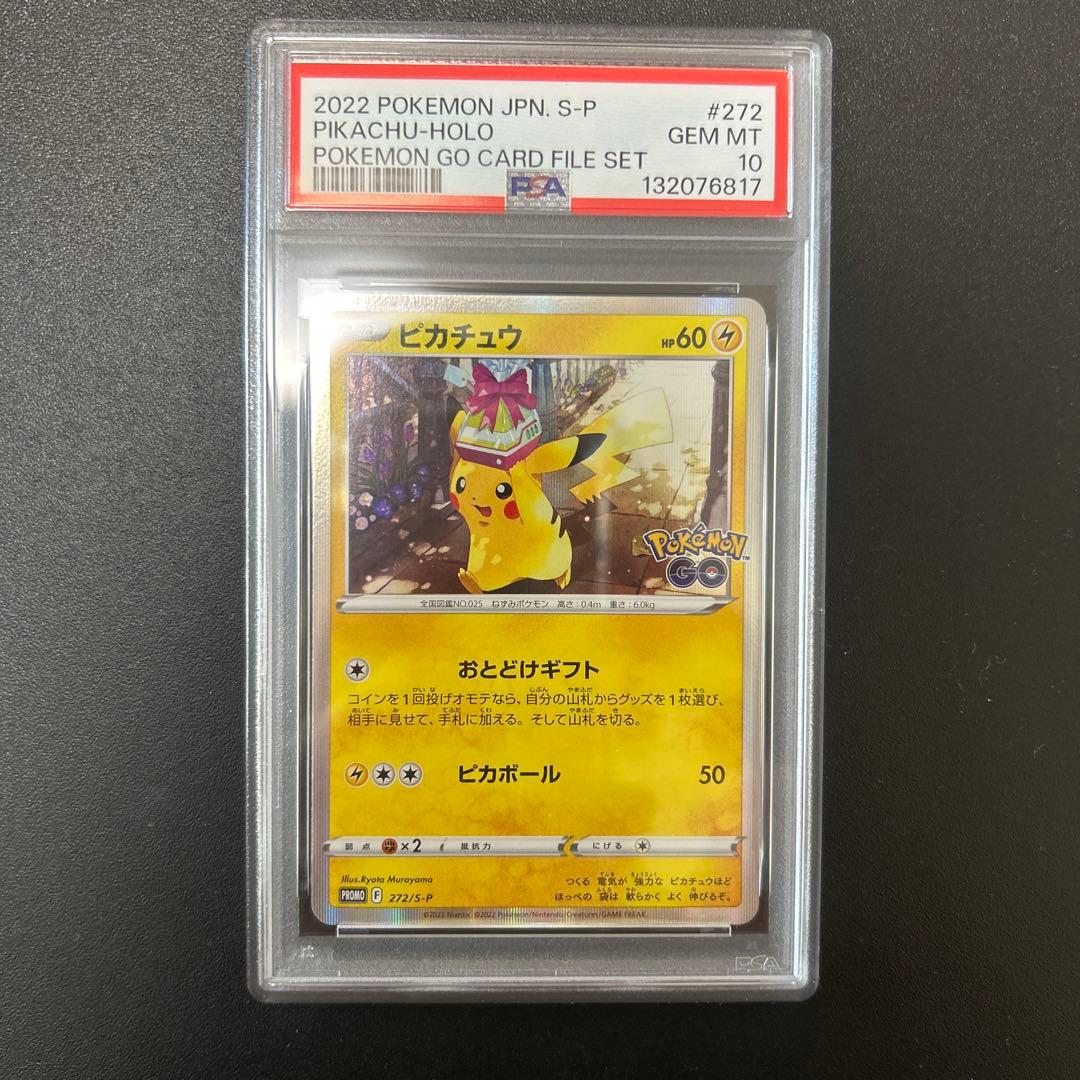 2022 POKEMON JPN. S-P #272
PIKACHU-HOLO GEM MT
POKEMON GO CARD FILE SET 10
PSA 132076817
ピカチュウ HP60
POKéMON™
GO
全国図鑑NO.025 ねずみポケモン 高さ:0.4m 重さ:6.0kg
おとどけギフト
コインを1回投げオモテなら、自分の山札からグッズを1枚選び、
相手に見せて、手札に加える。そして山札を切る。
ピカボール 50
弱点 ×2 抵抗力 にげる
Illus.Ryota Murayama
つくる 電気が 強力な ピカチュウほど
PROMO F 272/S-P
ほっぺの 袋は 軟らかく よく 伸びるぞ。
©2022 Niantic ©2022 Pokémon/Nintendo/Creatures/GAME FREAK.
PSA